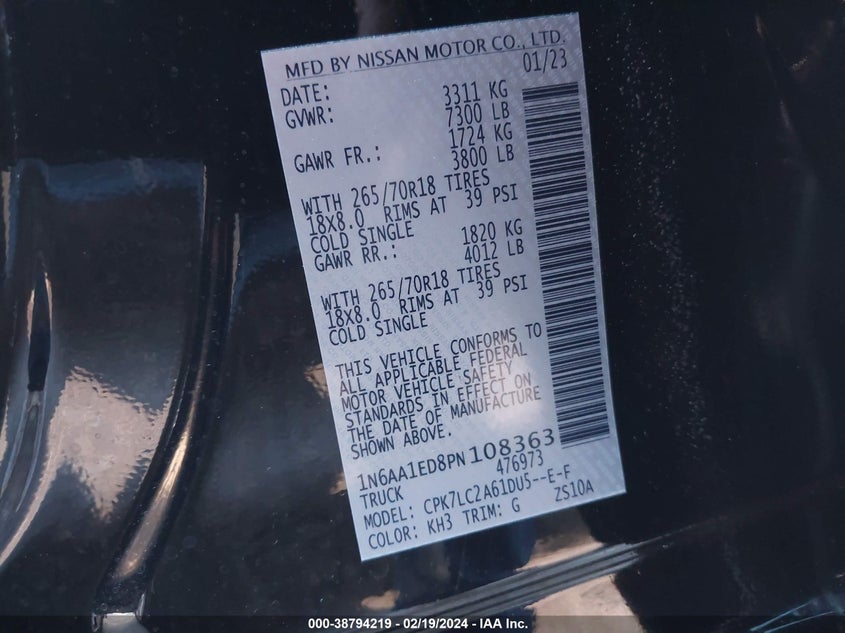 MFD BY NISSAN MOTOR CO., LTD.
DATE: 01/23
GVWR: 3311 KG
7300 LB
GAWR FR.: 1724 KG
3800 LB
WITH 265/70R18 TIRES
18X8.0 RIMS AT 39 PSI
COLD SINGLE
GAWR RR.: 1820 KG
4012 LB
WITH 265/70R18 TIRES
18X8.0 RIMS AT 39 PSI
COLD SINGLE
THIS VEHICLE CONFORMS TO
ALL APPLICABLE FEDERAL
MOTOR VEHICLE SAFETY
STANDARDS IN EFFECT ON
THE DATE OF MANUFACTURE
SHOWN ABOVE.
1N6AA1ED8PN108363
TRUCK 476973
MODEL: CPK7LC2A61DU5--E-F
COLOR: KH3 TRIM: G ZS10A
000-38794219 - 02/19/2024 - IAA Inc.